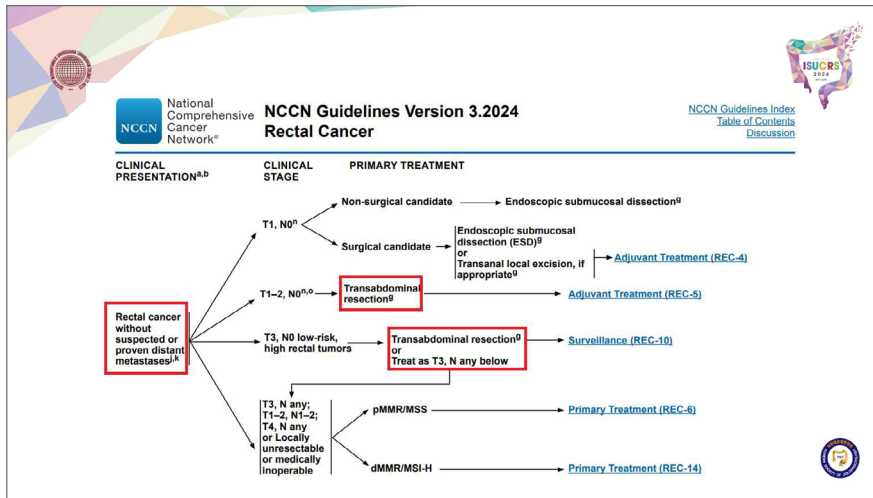 ISUCRS
2024
NCCN
National
Comprehensive
Cancer
Network®
NCCN Guidelines Version 3.2024
Rectal Cancer
NCCN Guidelines Index
Table of Contents
Discussion
CLINICAL
PRESENTATIONa,b
CLINICAL
STAGE
PRIMARY TREATMENT
Rectal cancer
without
suspected or
proven distant
metastasesj,k
T1, N0n
Non-surgical candidate
Endoscopic submucosal dissectiong
Surgical candidate
Endoscopic submucosal
dissection (ESD)g
or
Transanal local excision, if
appropriateg
Adjuvant Treatment (REC-4)
T1–2, N0n,o
Transabdominal
resectiong
Adjuvant Treatment (REC-5)
T3, N0 low-risk,
high rectal tumors
Transabdominal resectiong
or
Treat as T3, N any below
Surveillance (REC-10)
T3, N any;
T1–2, N1–2;
T4, N any
or Locally
unresectable
or medically
inoperable
pMMR/MSS
Primary Treatment (REC-6)
dMMR/MSI-H
Primary Treatment (REC-14)